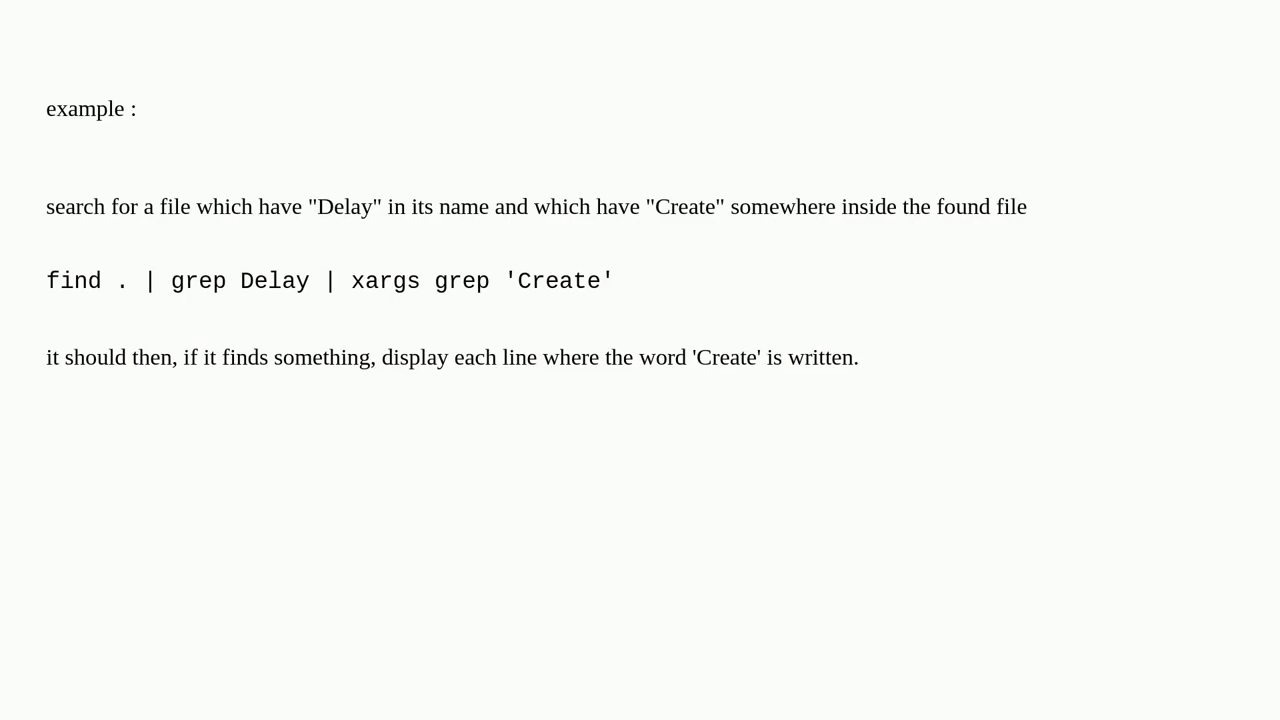 example :
search for a file which have "Delay" in its name and which have "Create" somewhere inside the found file
find . | grep Delay | xargs grep 'Create'
it should then, if it finds something, display each line where the word 'Create' is written.